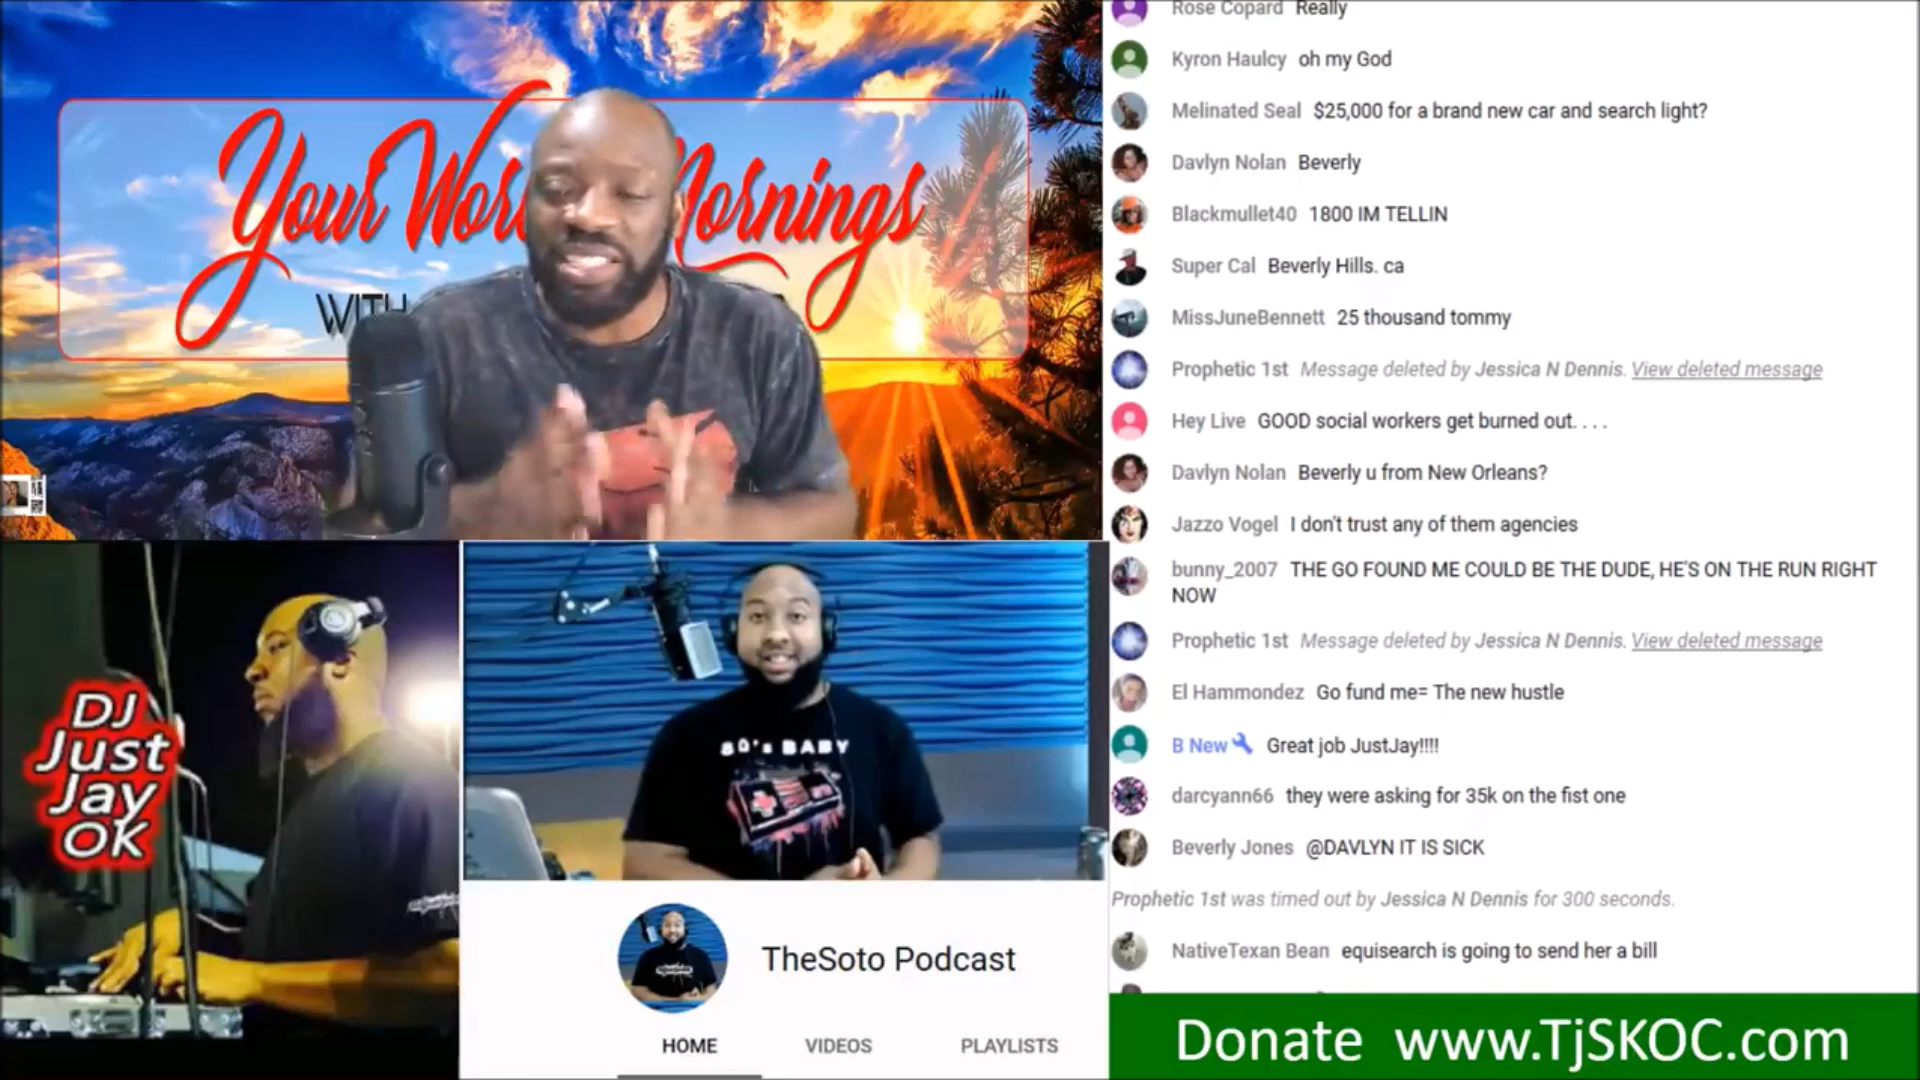 Your Wor
Mornings
WITH
DJ
Just
Jay
OK
80's BABY
TheSoto Podcast
HOME VIDEOS PLAYLISTS
Rose Copard Really
Kyron Haulcy oh my God
Melinated Seal $25,000 for a brand new car and search light?
Davlyn Nolan Beverly
Blackmullet40 1800 IM TELLIN
Super Cal Beverly Hills. ca
MissJuneBennett 25 thousand tommy
Prophetic 1st Message deleted by Jessica N Dennis. View deleted message
Hey Live GOOD social workers get burned out. . . .
Davlyn Nolan Beverly u from New Orleans?
Jazzo Vogel I don't trust any of them agencies
bunny_2007 THE GO FOUND ME COULD BE THE DUDE, HE'S ON THE RUN RIGHT
NOW
Prophetic 1st Message deleted by Jessica N Dennis. View deleted message
El Hammondez Go fund me= The new hustle
B New Great job JustJay!!!!
darcyann66 they were asking for 35k on the fist one
Beverly Jones @DAVLYN IT IS SICK
Prophetic 1st was timed out by Jessica N Dennis for 300 seconds.
NativeTexan Bean equisearch is going to send her a bill
Donate www.TjSKOC.com